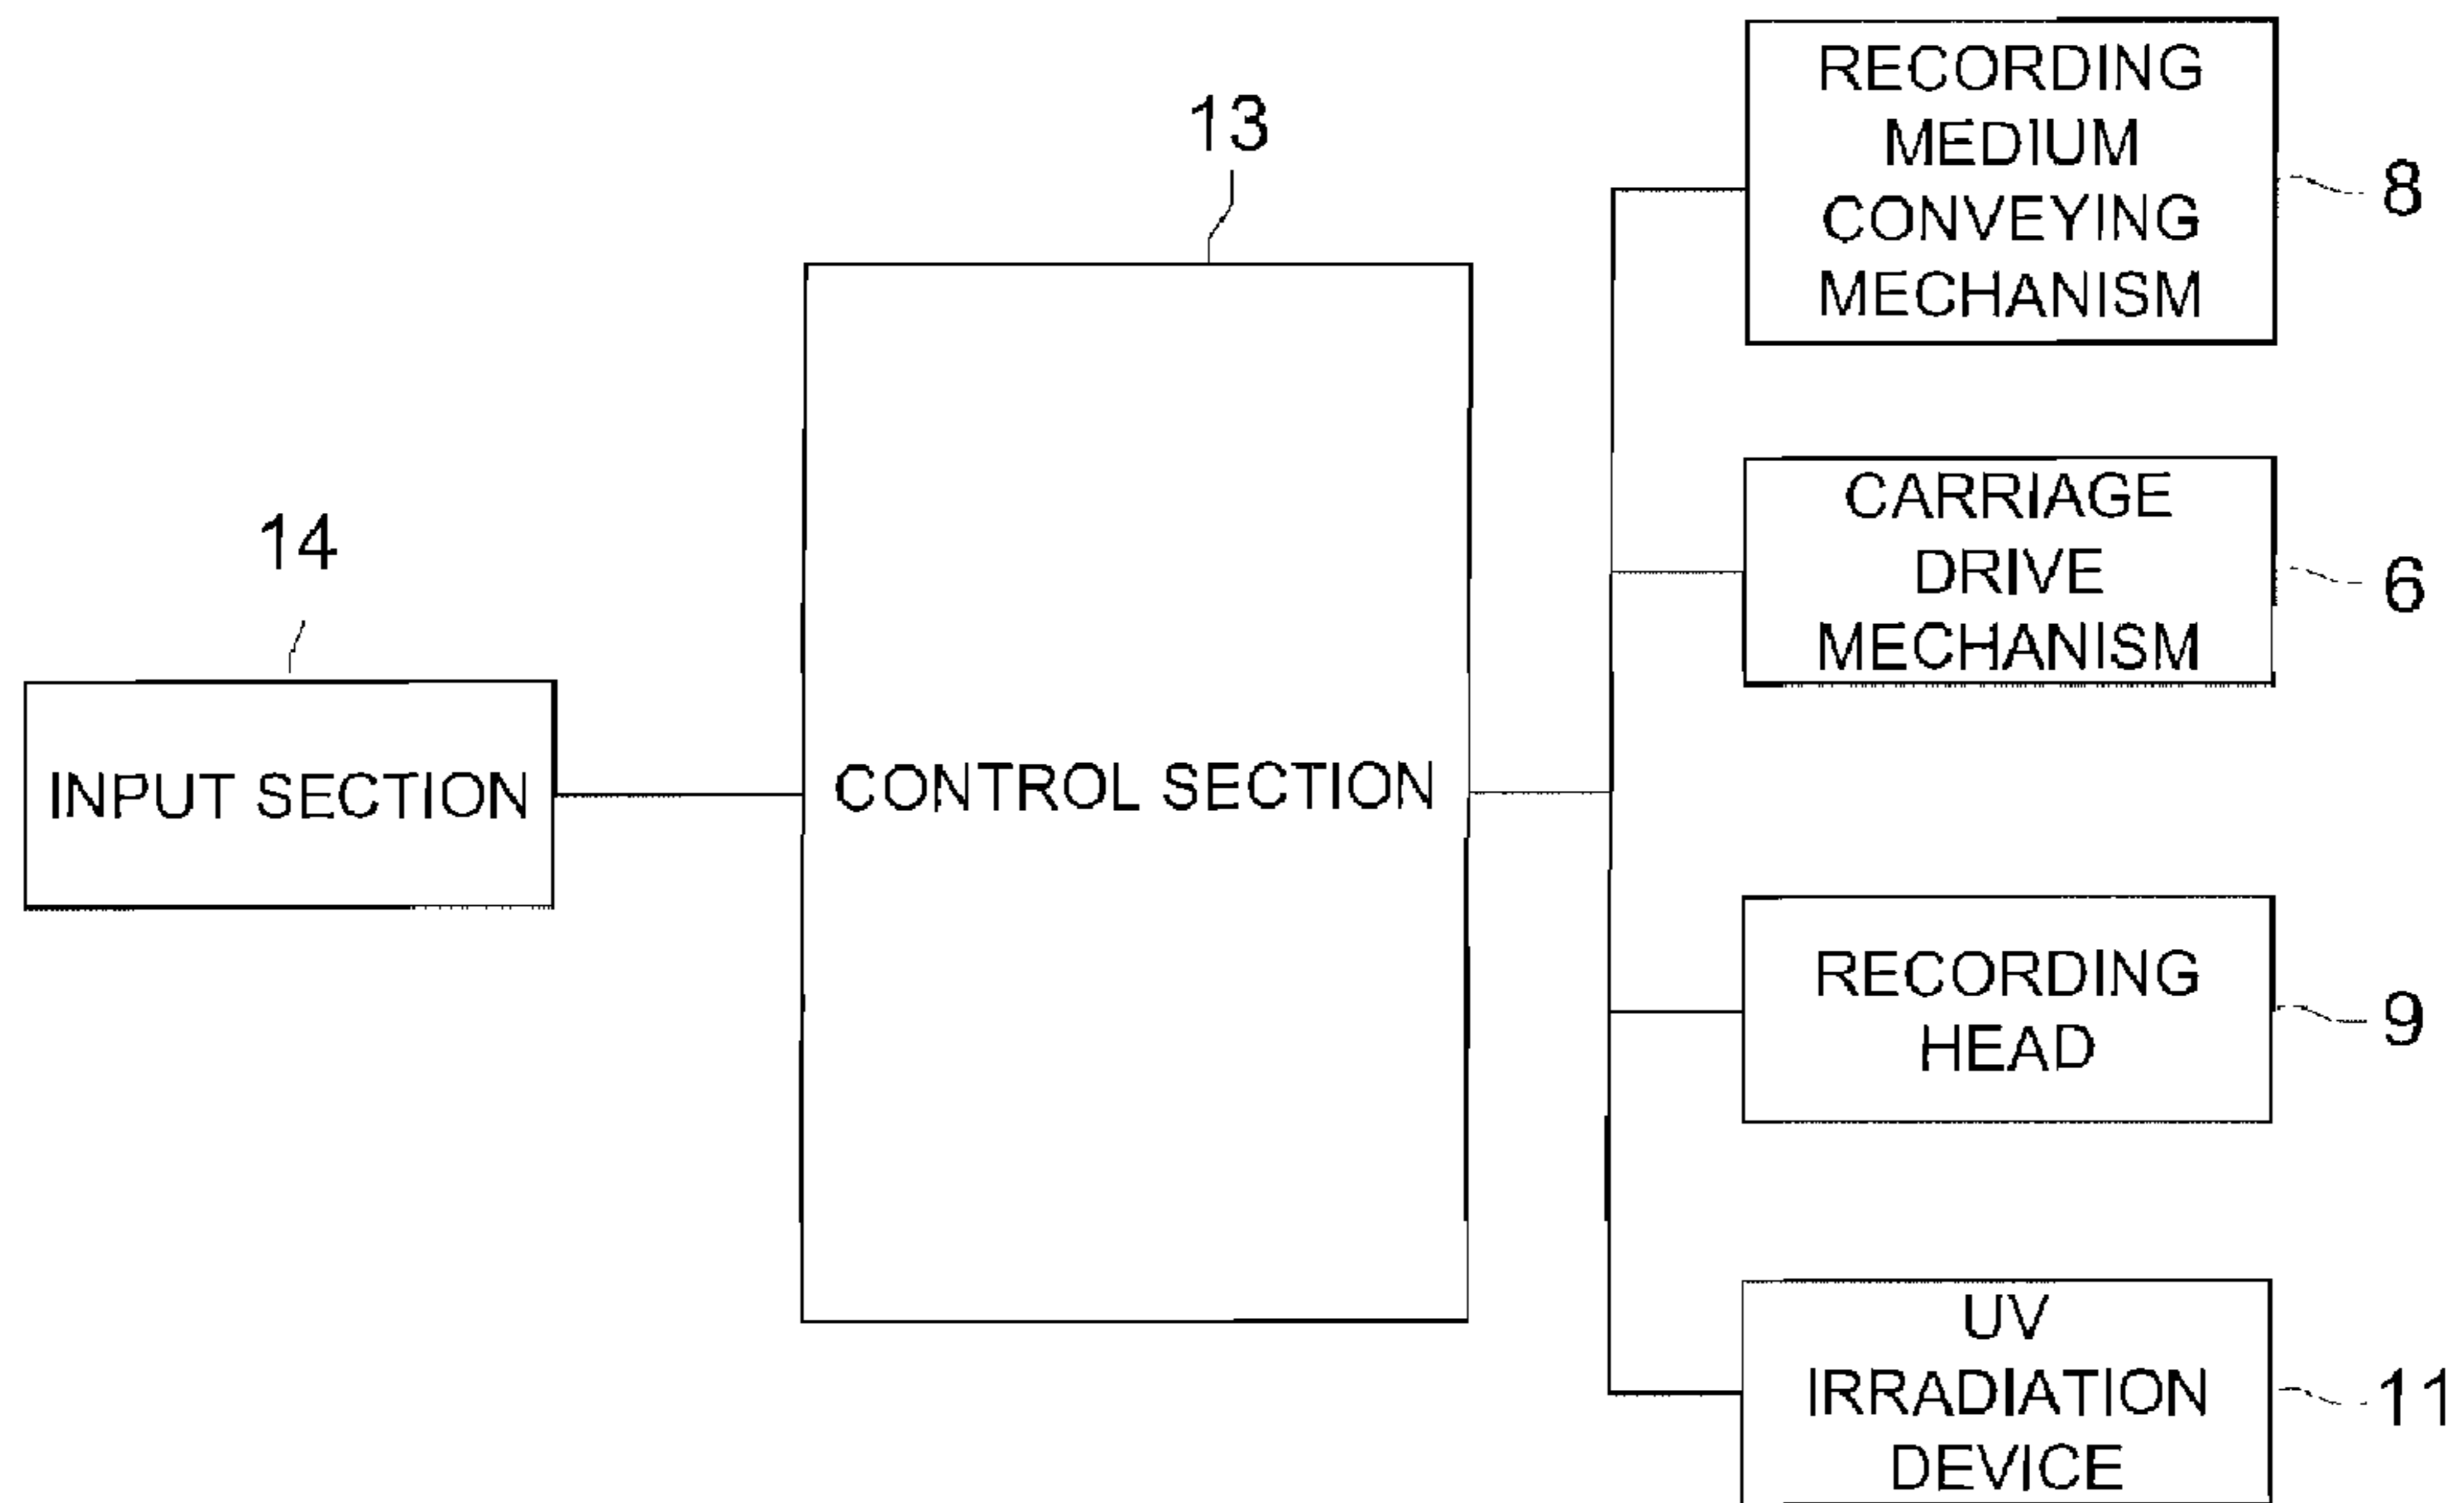 14
INPUT SECTION
13
CONTROL SECTION
RECORDING
MEDIUM
CONVEYING
MECHANISM
8
CARRIAGE
DRIVE
MECHANISM
6
RECORDING
HEAD
9
UV
IRRADIATION
DEVICE
11